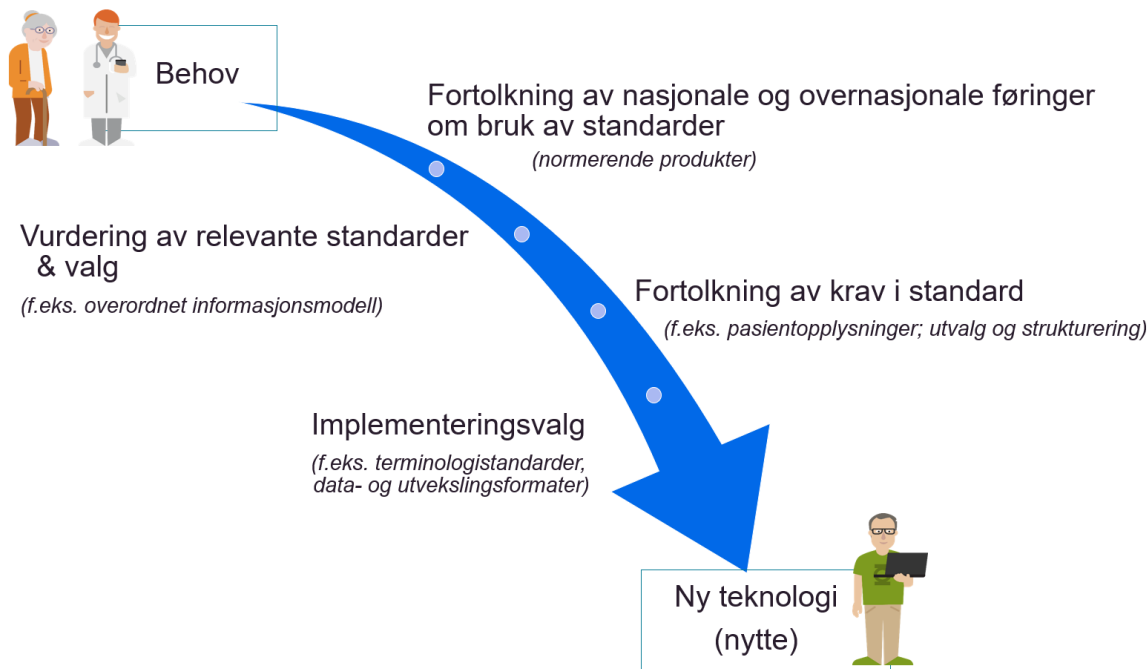 Behov
Fortolkning av nasjonale og overnasjonale føringer
om bruk av standarder
(normerende produkter)
Vurdering av relevante standarder
& valg
(f.eks. overordnet informasjonsmodell)
Fortolkning av krav i standard
(f.eks. pasientopplysninger; utvalg og strukturering)
Implementeringsvalg
(f.eks. terminologistandarder,
data- og utvekslingsformater)
Ny teknologi
(nytte)